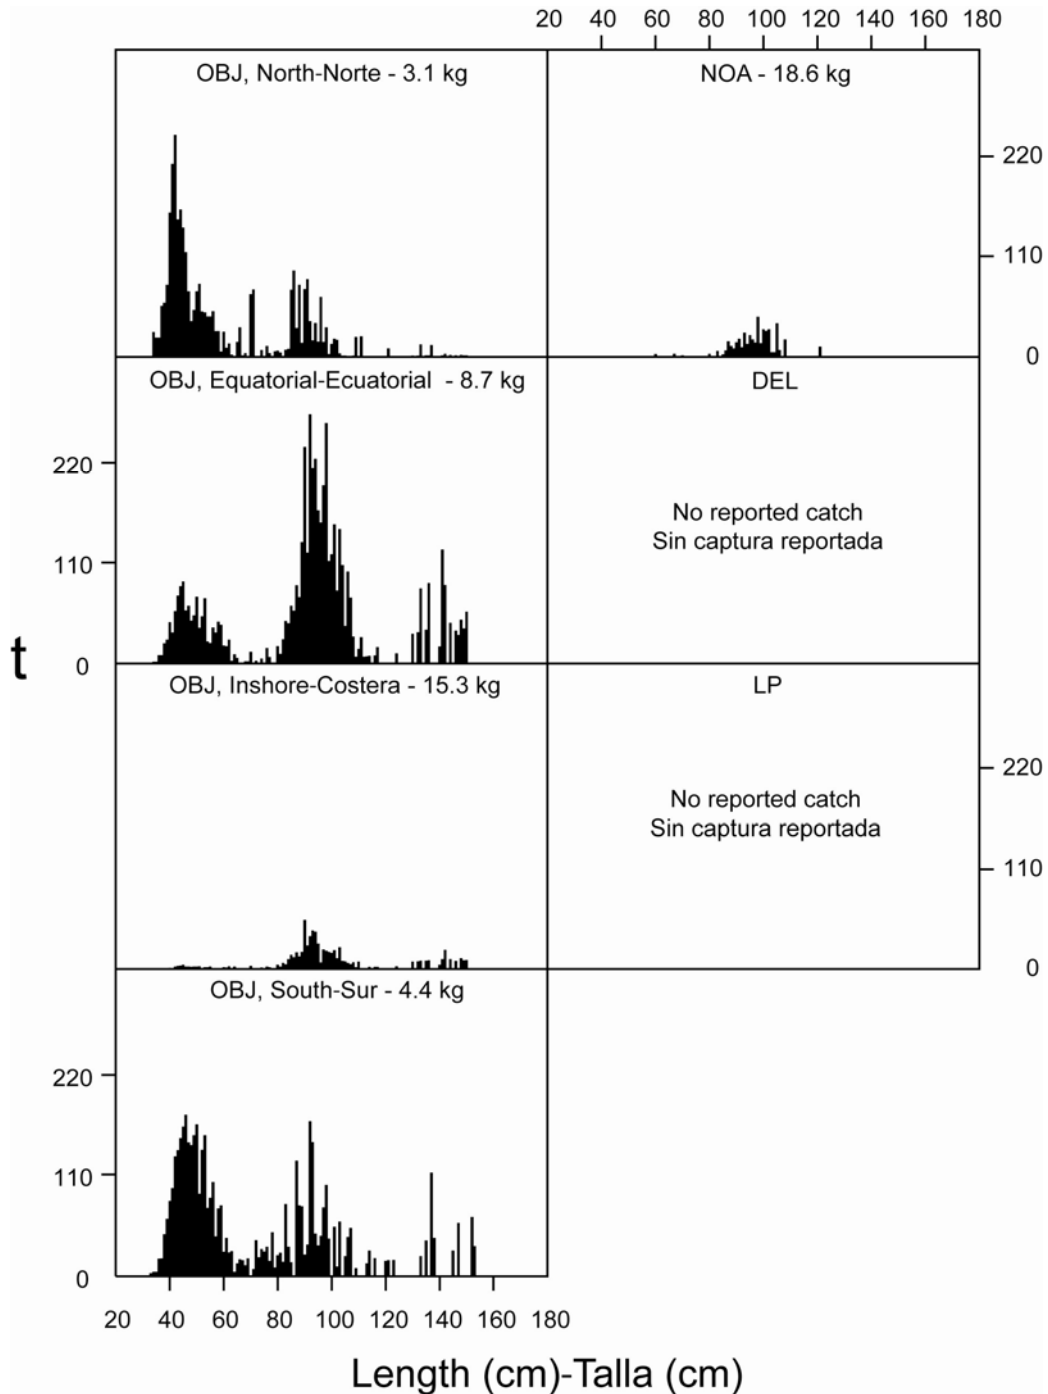 20 40 60 80 100 120 140 160 180
OBJ, North-Norte - 3.1 kg
NOA - 18.6 kg
220
110
0
OBJ, Equatorial-Ecuatorial - 8.7 kg
DEL
220
110
0
No reported catch
Sin captura reportada
t
OBJ, Inshore-Costera - 15.3 kg
LP
No reported catch
Sin captura reportada
220
110
0
OBJ, South-Sur - 4.4 kg
220
110
0
20 40 60 80 100 120 140 160 180
Length (cm)-Talla (cm)